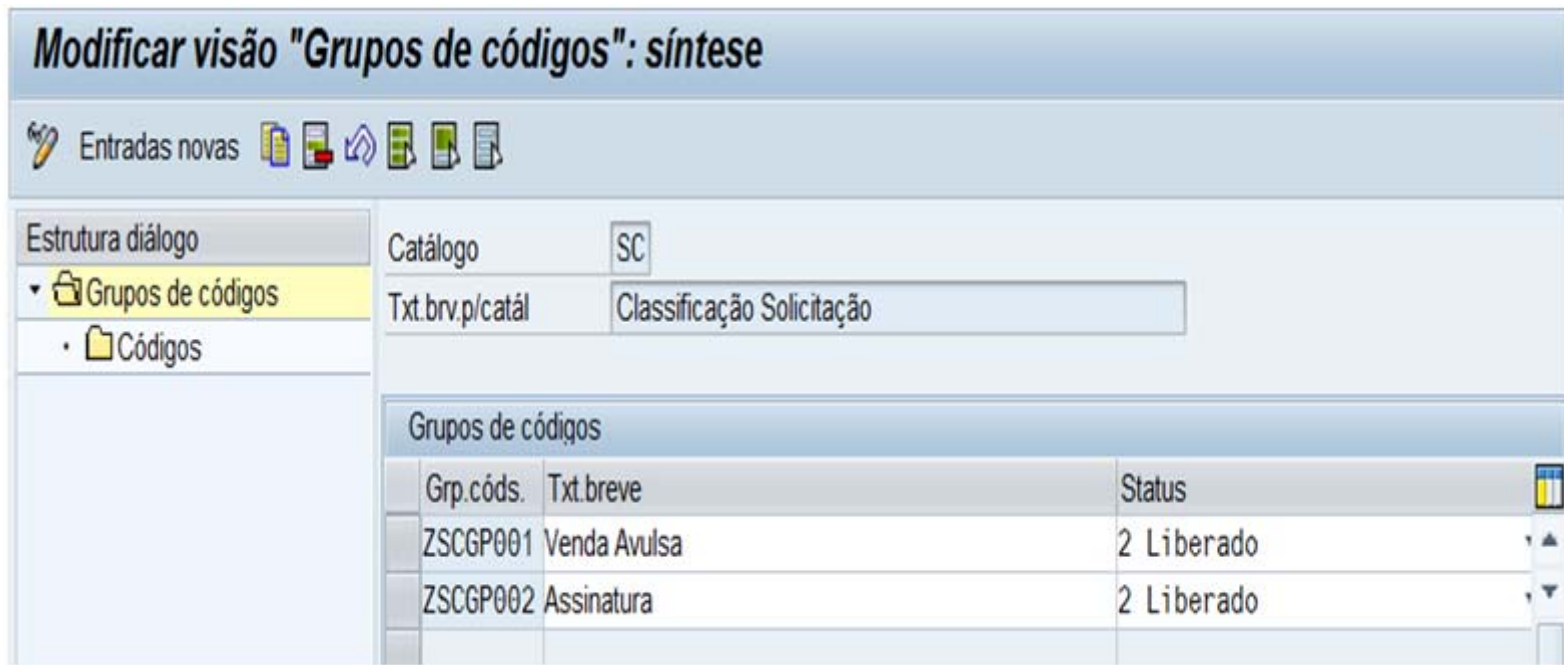 Modificar visão "Grupos de códigos": síntese
Entradas novas
Estrutura diálogo
Grupos de códigos
Códigos
Catálogo SC
Txt.brv.p/catál Classificação Solicitação
Grupos de códigos
Grp.códs. Txt.breve Status
ZSCGP001 Venda Avulsa 2 Liberado
ZSCGP002 Assinatura 2 Liberado